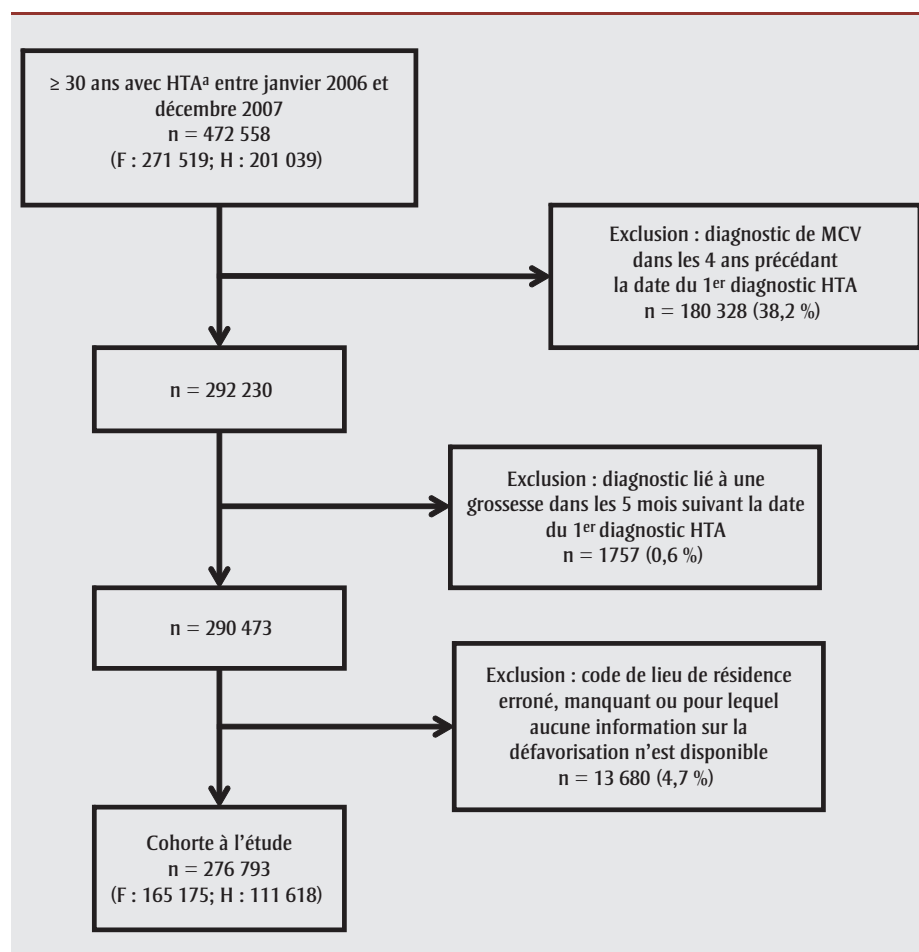 ≥ 30 ans avec HTAᵃ entre janvier 2006 et
décembre 2007
n = 472 558
(F : 271 519; H : 201 039)
Exclusion : diagnostic de MCV
dans les 4 ans précédant
la date du 1ᵉʳ diagnostic HTA
n = 180 328 (38,2 %)
n = 292 230
Exclusion : diagnostic lié à une
grossesse dans les 5 mois suivant la date
du 1ᵉʳ diagnostic HTA
n = 1757 (0,6 %)
n = 290 473
Exclusion : code de lieu de résidence
erroné, manquant ou pour lequel
aucune information sur la
défavorisation n’est disponible
n = 13 680 (4,7 %)
Cohorte à l’étude
n = 276 793
(F : 165 175; H : 111 618)